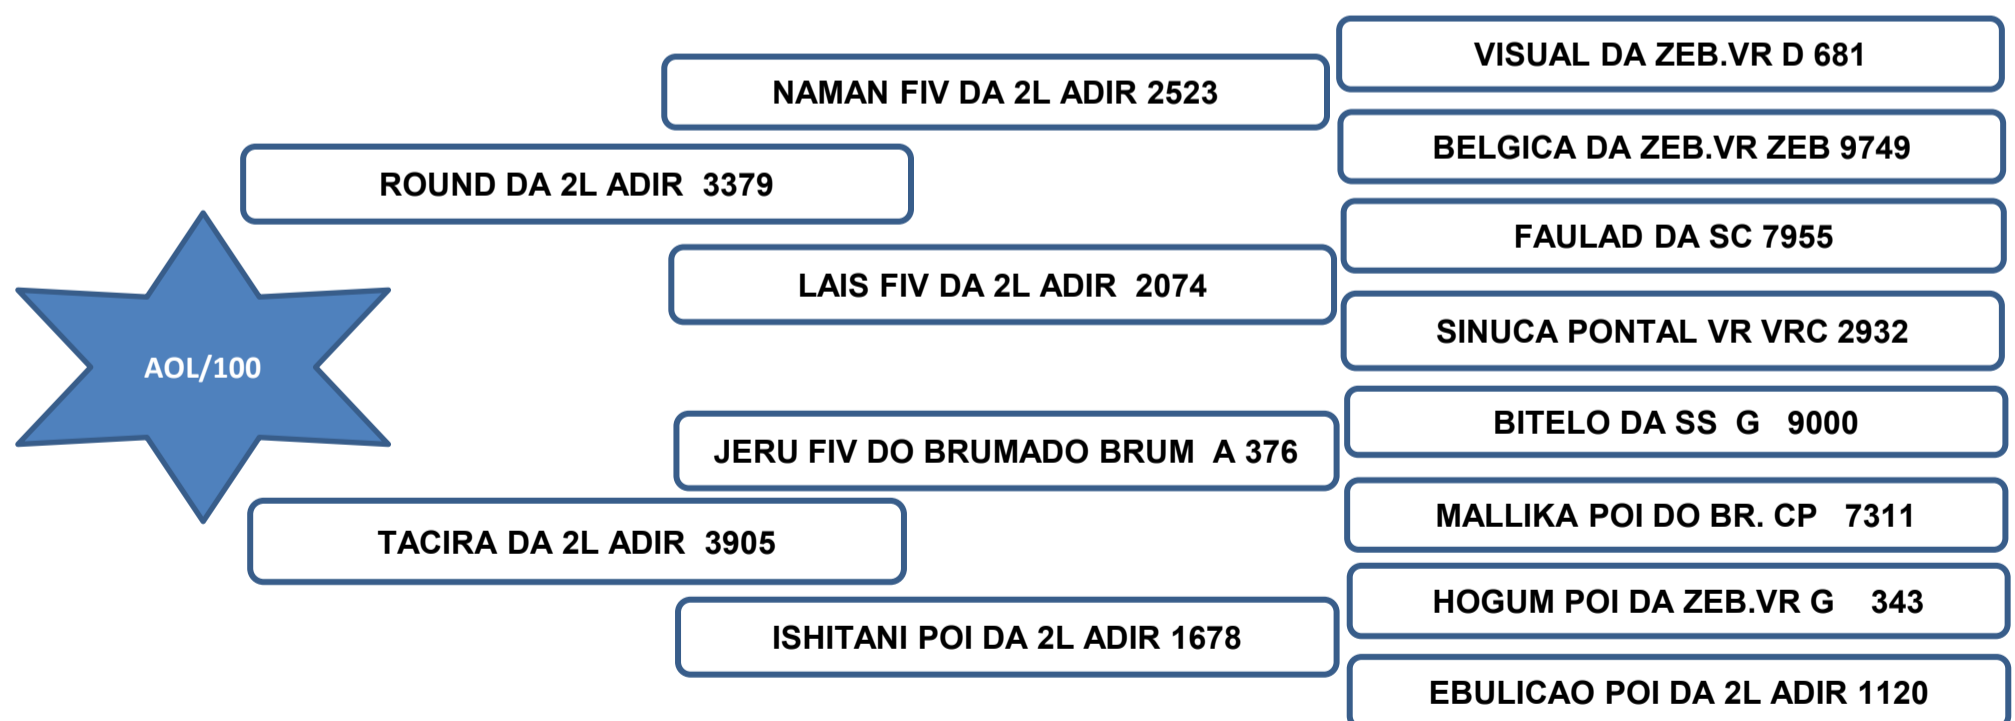 VISUAL DA ZEB.VR D 681
NAMAN FIV DA 2L ADIR 2523
BELGICA DA ZEB.VR ZEB 9749
ROUND DA 2L ADIR  3379
FAULAD DA SC 7955
LAIS FIV DA 2L ADIR  2074
SINUCA PONTAL VR VRC 2932
AOL/100
BITELO DA SS  G   9000
JERU FIV DO BRUMADO BRUM  A 376
MALLIKA POI DO BR. CP   7311
TACIRA DA 2L ADIR  3905
HOGUM POI DA ZEB.VR G    343
ISHITANI POI DA 2L ADIR 1678
EBULICAO POI DA 2L ADIR 1120